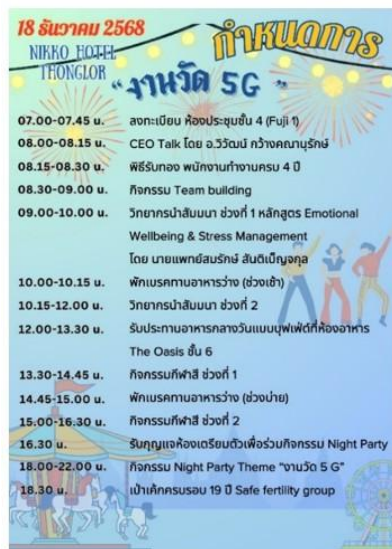 18 ธันวาคม 2568
NIKKO HOTEL
THONGLOR
กำหนดการ
"งานวัด 5G"
07.00-07.45 น. ลงทะเบียน ห้องประชุมชั้น 4 (Fuji 1)
08.00-08.15 น. CEO Talk โดย อ.วิวัฒน์ กว้างคณานุรักษ์
08.15-08.30 น. พิธีรับทอง พนักงานทำงานครบ 4 ปี
08.30-09.00 น. กิจกรรม Team building
09.00-10.00 น. วิทยากรนำสัมมนา ช่วงที่ 1 หลักสูตร Emotional
Wellbeing & Stress Management
โดย นายแพทย์สมรักษ์ สันติเบ็ญจกุล
10.00-10.15 น. พักเบรคทานอาหารว่าง (ช่วงเช้า)
10.15-12.00 น. วิทยากรนำสัมมนา ช่วงที่ 2
12.00-13.30 น. รับประทานอาหารกลางวันแบบบุฟเฟ่ต์ที่ห้องอาหาร
The Oasis ชั้น 6
13.30-14.45 น. กิจกรรมกีฬาสี ช่วงที่ 1
14.45-15.00 น. พักเบรคทานอาหารว่าง (ช่วงบ่าย)
15.00-16.30 น. กิจกรรมกีฬาสี ช่วงที่ 2
16.30 น. รับกุญแจห้องเตรียมตัวเพื่อร่วมกิจกรรม Night Party
18.00-22.00 น. กิจกรรม Night Party Theme "งานวัด 5 G"
18.30 น. เป่าเค้กครบรอบ 19 ปี Safe fertility group